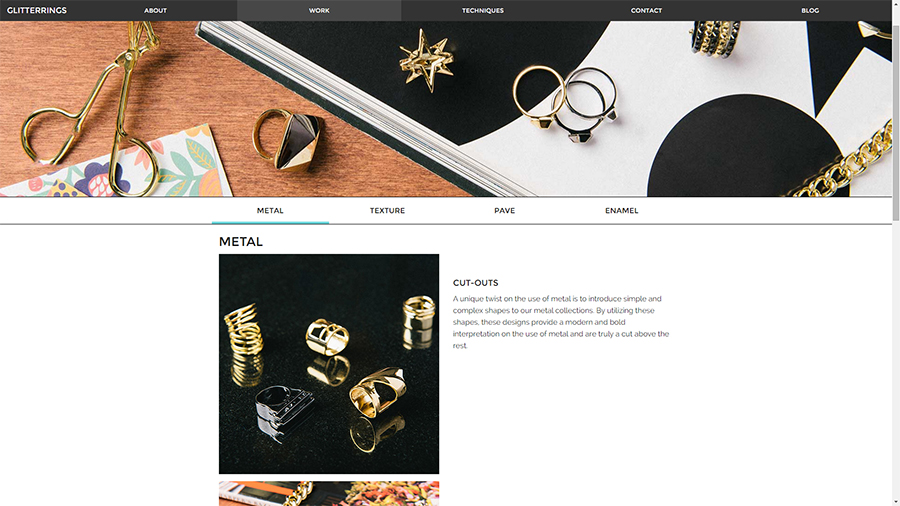 GLITTERRINGS ABOUT WORK TECHNIQUES CONTACT BLOG
METAL TEXTURE PAVE ENAMEL
METAL
CUT-OUTS
A unique twist on the use of metal is to introduce simple and
complex shapes to our metal collections. By utilizing these
shapes, these designs provide a modern and bold
interpretation on the use of metal and are truly a cut above the
rest.